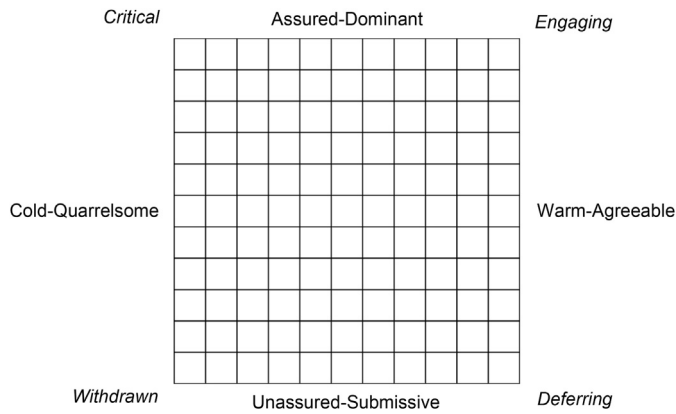 Critical
Assured-Dominant
Engaging
Cold-Quarrelsome
Warm-Agreeable
Withdrawn
Unassured-Submissive
Deferring